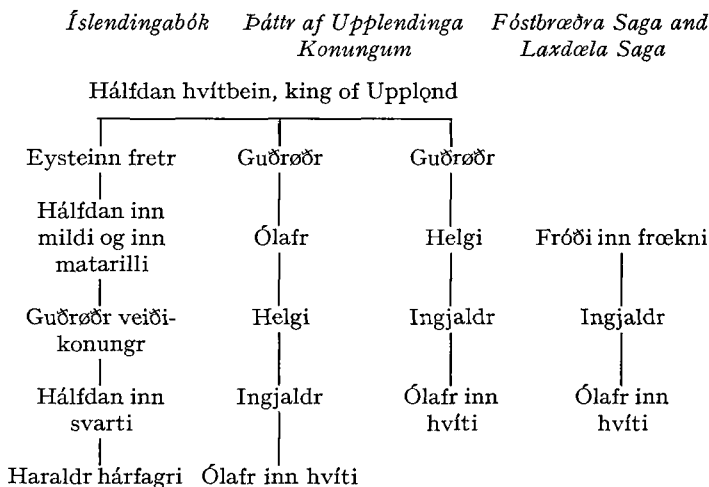 Íslendingabók Þáttr af Upplendinga Fóstbrœðra Saga and
Konungum Laxdœla Saga
Hálfdan hvítbein, king of Upplǫnd
Eysteinn fretr Guðrøðr Guðrøðr
Hálfdan inn
mildi og inn Ólafr Helgi Fróði inn frœkni
matarilli
Guðrøðr veiði- Helgi Ingjaldr Ingjaldr
konungr
Hálfdan inn Ingjaldr Ólafr inn Ólafr inn
svarti hvíti hvíti
Haraldr hárfagri Ólafr inn hvíti